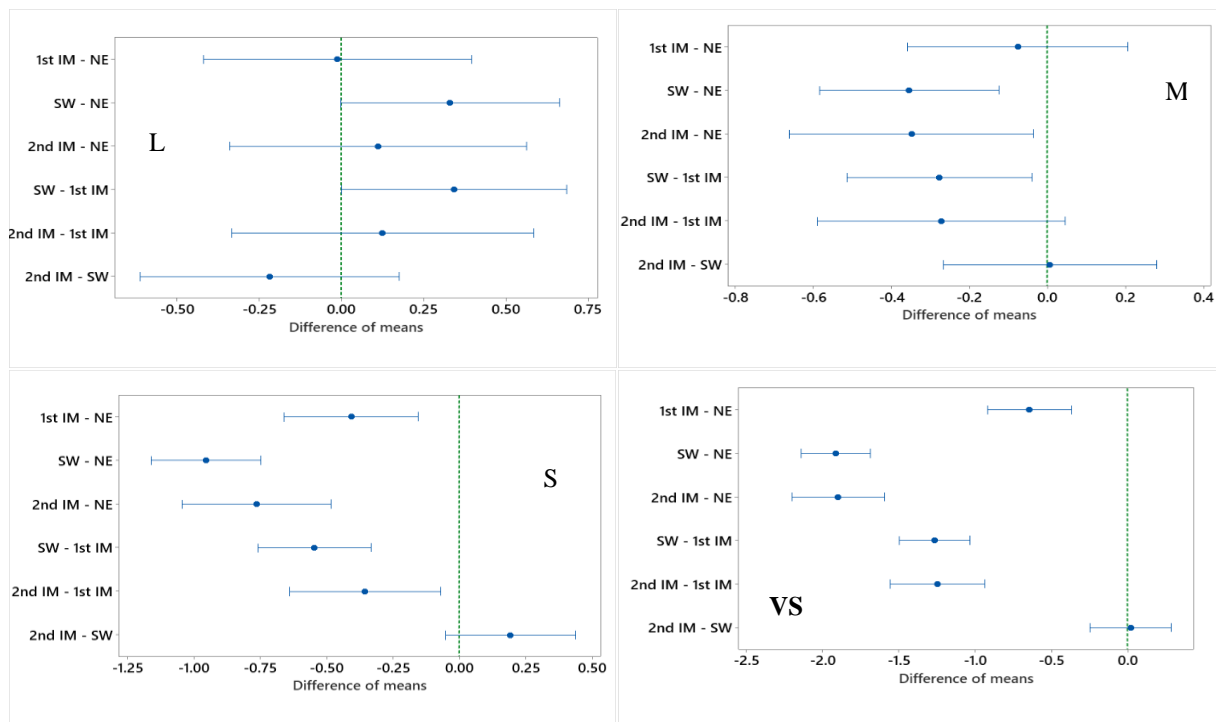 1st IM - NE
SW - NE
2nd IM - NE
SW - 1st IM
2nd IM - 1st IM
2nd IM - SW
L
-0.50 -0.25 0.00 0.25 0.50 0.75
Difference of means
1st IM - NE
SW - NE
2nd IM - NE
SW - 1st IM
2nd IM - 1st IM
2nd IM - SW
M
-0.8 -0.6 -0.4 -0.2 0.0 0.2 0.4
Difference of means
1st IM - NE
SW - NE
2nd IM - NE
SW - 1st IM
2nd IM - 1st IM
2nd IM - SW
S
-1.25 -1.00 -0.75 -0.50 -0.25 0.00 0.25 0.50
Difference of means
1st IM - NE
SW - NE
2nd IM - NE
SW - 1st IM
2nd IM - 1st IM
2nd IM - SW
VS
-2.5 -2.0 -1.5 -1.0 -0.5 0.0
Difference of means